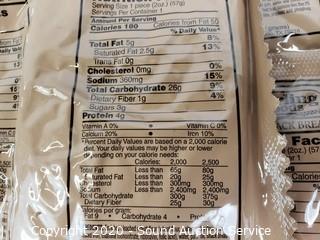 Serving Size 1 piece (2oz.) (57g)
Servings Per Container 1
Amount Per Serving
Calories 180 Calories from Fat 50
% Daily Value*
Total Fat 5g 8%
Saturated Fat 2.5g 13%
Trans Fat 0g
Cholesterol 0mg 0%
Sodium 360mg 15%
Total Carbohydrate 26g 9%
Dietary Fiber 1g 4%
Sugars 3g
Protein 4g
Vitamin A 0% Vitamin C 0%
Calcium 20% Iron 10%
*Percent Daily Values are based on a 2,000 calorie
diet. Your daily values may be higher or lower
depending on your calorie needs:
Calories: 2,000 2,500
Total Fat Less than 65g 80g
Saturated Fat Less than 20g 25g
Cholesterol Less than 300mg 300mg
Sodium Less than 2,400mg 2,400mg
Total Carbohydrate 300g 375g
Dietary Fiber 25g 30g
Calories per gram:
Fat 9 Carbohydrate 4
Copyright 2020 - Sound Auction Service